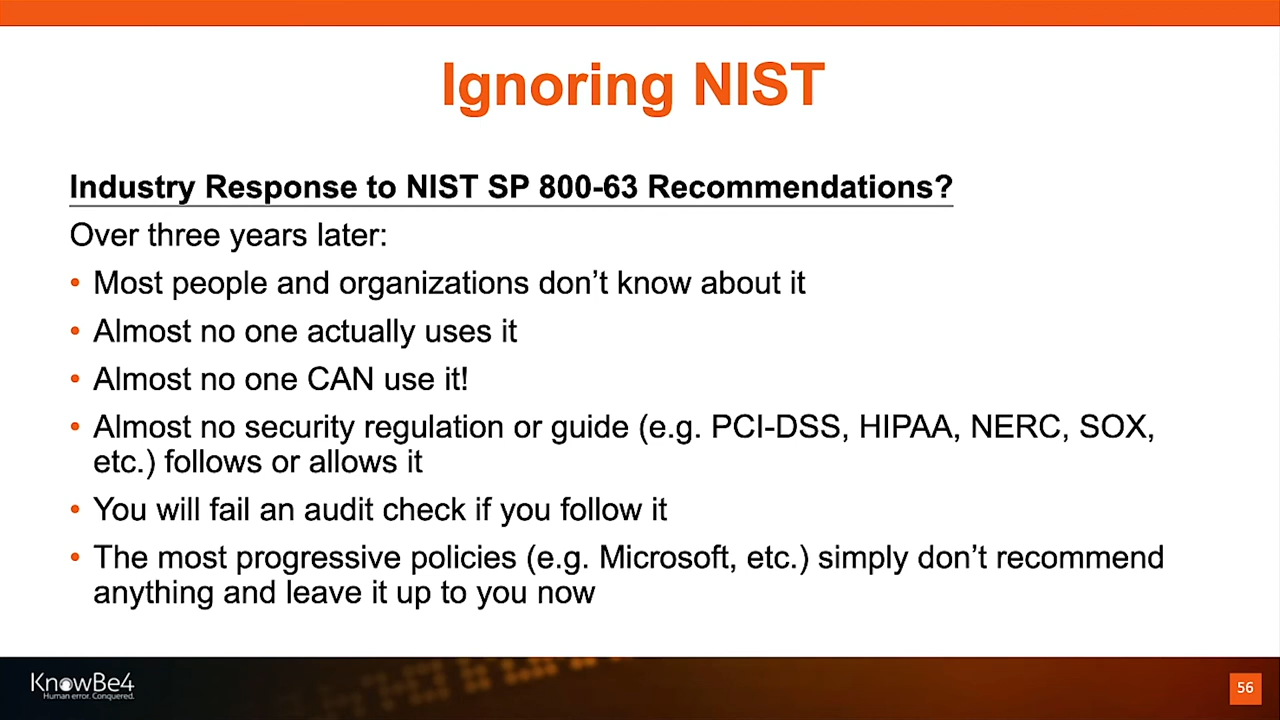 Ignoring NIST
Industry Response to NIST SP 800-63 Recommendations?
Over three years later:
• Most people and organizations don’t know about it
• Almost no one actually uses it
• Almost no one CAN use it!
• Almost no security regulation or guide (e.g. PCI-DSS, HIPAA, NERC, SOX,
etc.) follows or allows it
• You will fail an audit check if you follow it
• The most progressive policies (e.g. Microsoft, etc.) simply don’t recommend
anything and leave it up to you now
KnowBe4
Human error. Conquered.
56